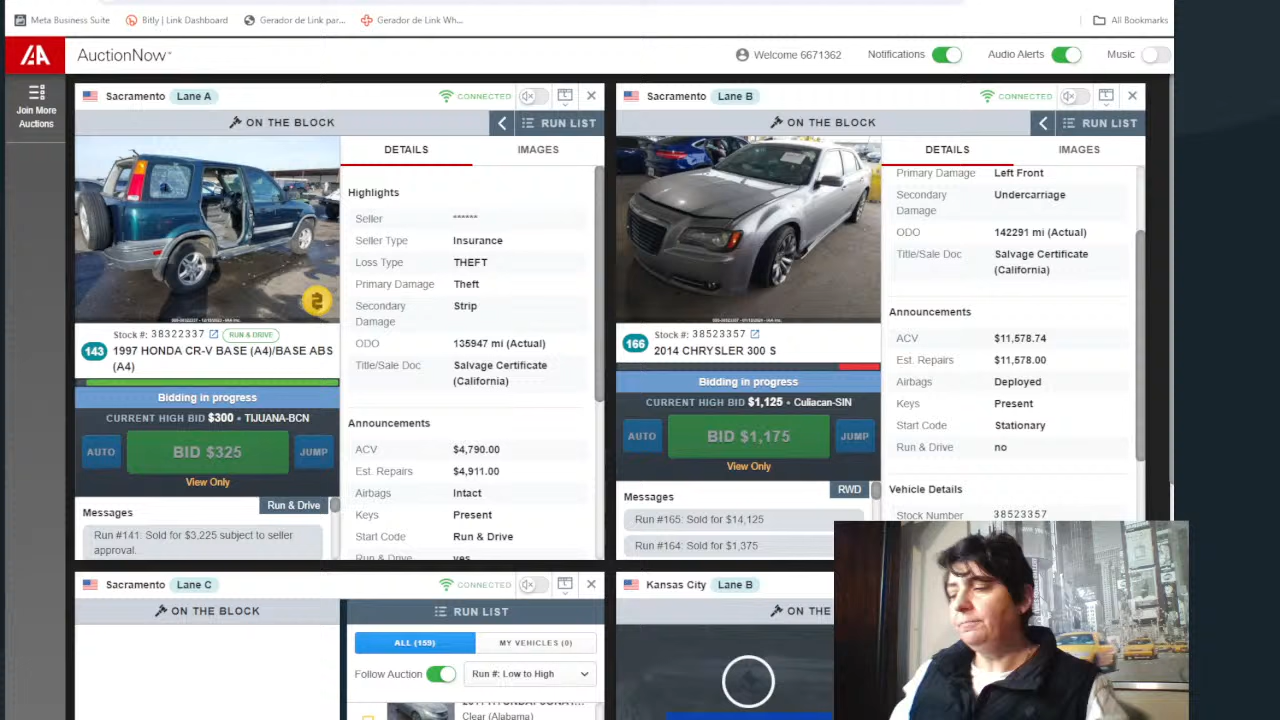 Meta Business Suite
Bitly | Link Dashboard
Gerador de Link par...
Gerador de Link Wh...
All Bookmarks
IAA
AuctionNow™
Welcome 6671362
Notifications
Audio Alerts
Music
Join More
Auctions
Sacramento Lane A
CONNECTED
ON THE BLOCK
RUN LIST
DETAILS
IMAGES
Highlights
Seller ******
Seller Type Insurance
Loss Type THEFT
Primary Damage Theft
Secondary Strip
Damage
ODO 135947 mi (Actual)
Title/Sale Doc Salvage Certificate
(California)
Announcements
ACV $4,790.00
Est. Repairs $4,911.00
Airbags Intact
Keys Present
Start Code Run & Drive
Run & Drive yes
Stock #: 38322337 RUN & DRIVE
143 1997 HONDA CR-V BASE (A4)/BASE ABS
(A4)
Bidding in progress
CURRENT HIGH BID $300 • TIJUANA-BCN
AUTO BID $325 JUMP
View Only
Run & Drive
Messages
Run #141: Sold for $3,225 subject to seller
approval.
Sacramento Lane B
CONNECTED
ON THE BLOCK
RUN LIST
DETAILS
IMAGES
Primary Damage Left Front
Secondary Undercarriage
Damage
ODO 142291 mi (Actual)
Title/Sale Doc Salvage Certificate
(California)
Announcements
ACV $11,578.74
Est. Repairs $11,578.00
Airbags Deployed
Keys Present
Start Code Stationary
Run & Drive no
Vehicle Details
Stock Number 38523357
Stock #: 38523357
166 2014 CHRYSLER 300 S
Bidding in progress
CURRENT HIGH BID $1,125 • Culiacan-SIN
AUTO BID $1,175 JUMP
View Only
RWD
Messages
Run #165: Sold for $14,125
Run #164: Sold for $1,375
Sacramento Lane C
CONNECTED
ON THE BLOCK
RUN LIST
ALL (159)
MY VEHICLES (0)
Follow Auction
Run #: Low to High
Clear (Alabama)
Kansas City Lane B
ON THE